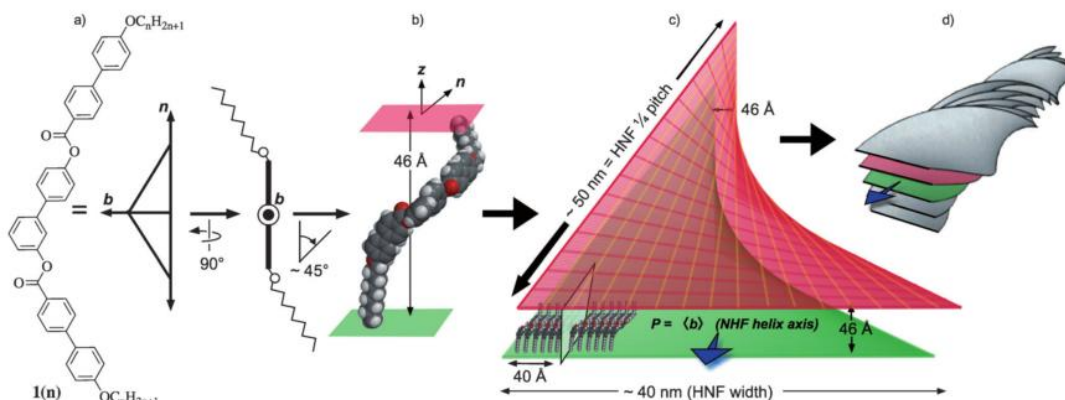 a)
OCnH2n+1
n
b
O
O
O
O
1(n)
OCnH2n+1
90°
O
b
O
~ 45°
b)
z
n
46 Å
c)
46 Å
~ 50 nm = HNF ¼ pitch
P = ⟨b⟩ (NHF helix axis)
46 Å
40 Å
~ 40 nm (HNF width)
d)